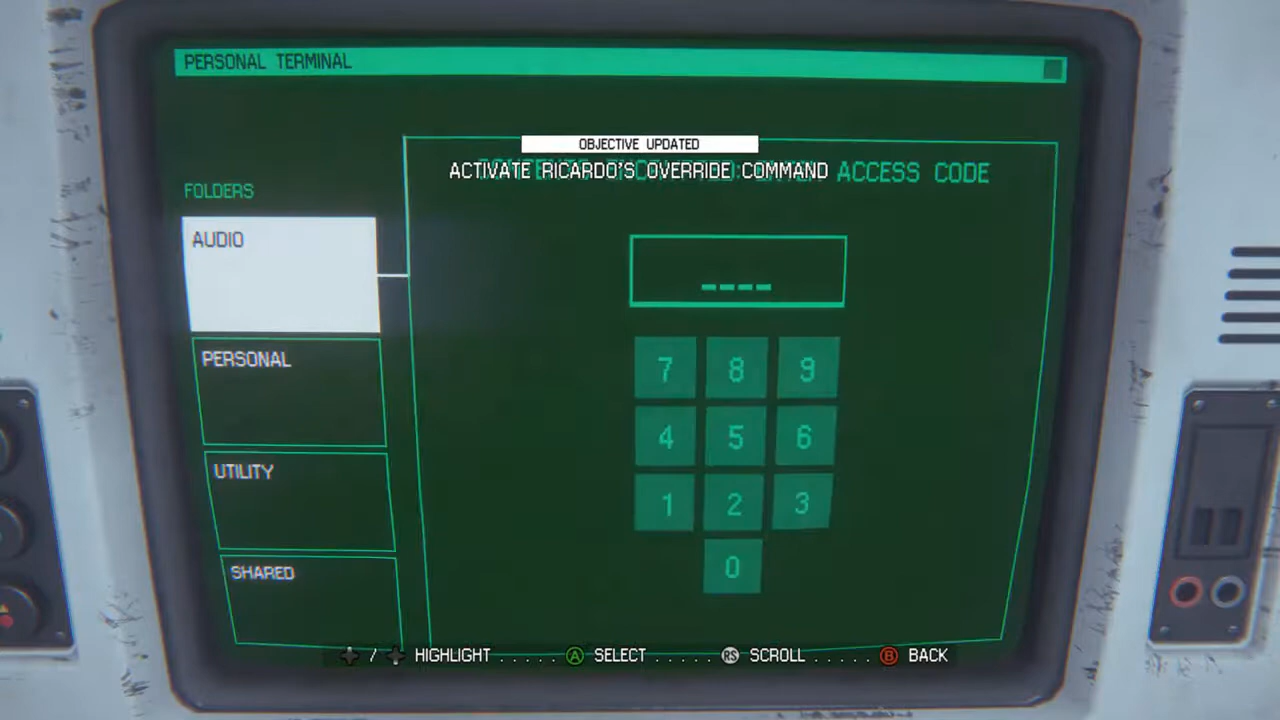 PERSONAL TERMINAL
OBJECTIVE UPDATED
ACTIVATE RICARDO'S OVERRIDE COMMAND
ACCESS CODE
FOLDERS
AUDIO
PERSONAL
UTILITY
SHARED
_ _ _ _
7 8 9
4 5 6
1 2 3
0
/ HIGHLIGHT ..... A SELECT ..... RS SCROLL ...... B BACK